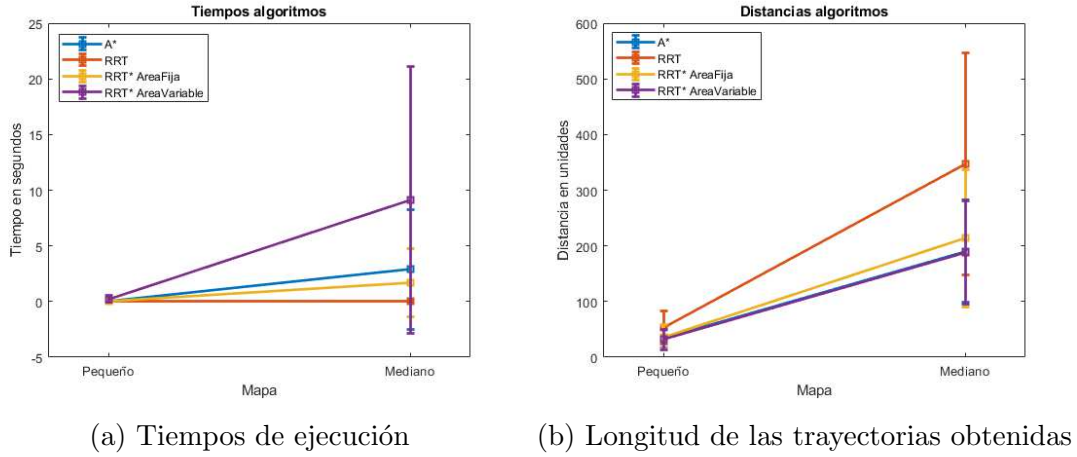 Tiempos algoritmos
25
20
15
10
5
0
-5
Tiempo en segundos
A*
RRT
RRT* AreaFija
RRT* AreaVariable
Pequeño
Mediano
Mapa
(a) Tiempos de ejecución
Distancias algoritmos
600
500
400
300
200
100
0
Distancia en unidades
A*
RRT
RRT* AreaFija
RRT* AreaVariable
Pequeño
Mediano
Mapa
(b) Longitud de las trayectorias obtenidas